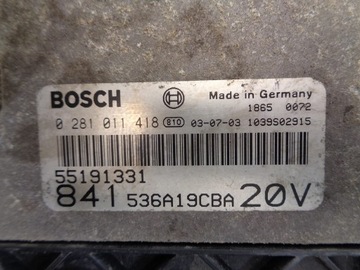 BOSCH Made in Germany
1865 0072
0 281 011 418 810 03-07-03 1039S02915
55191331
841 536A19CBA 20V